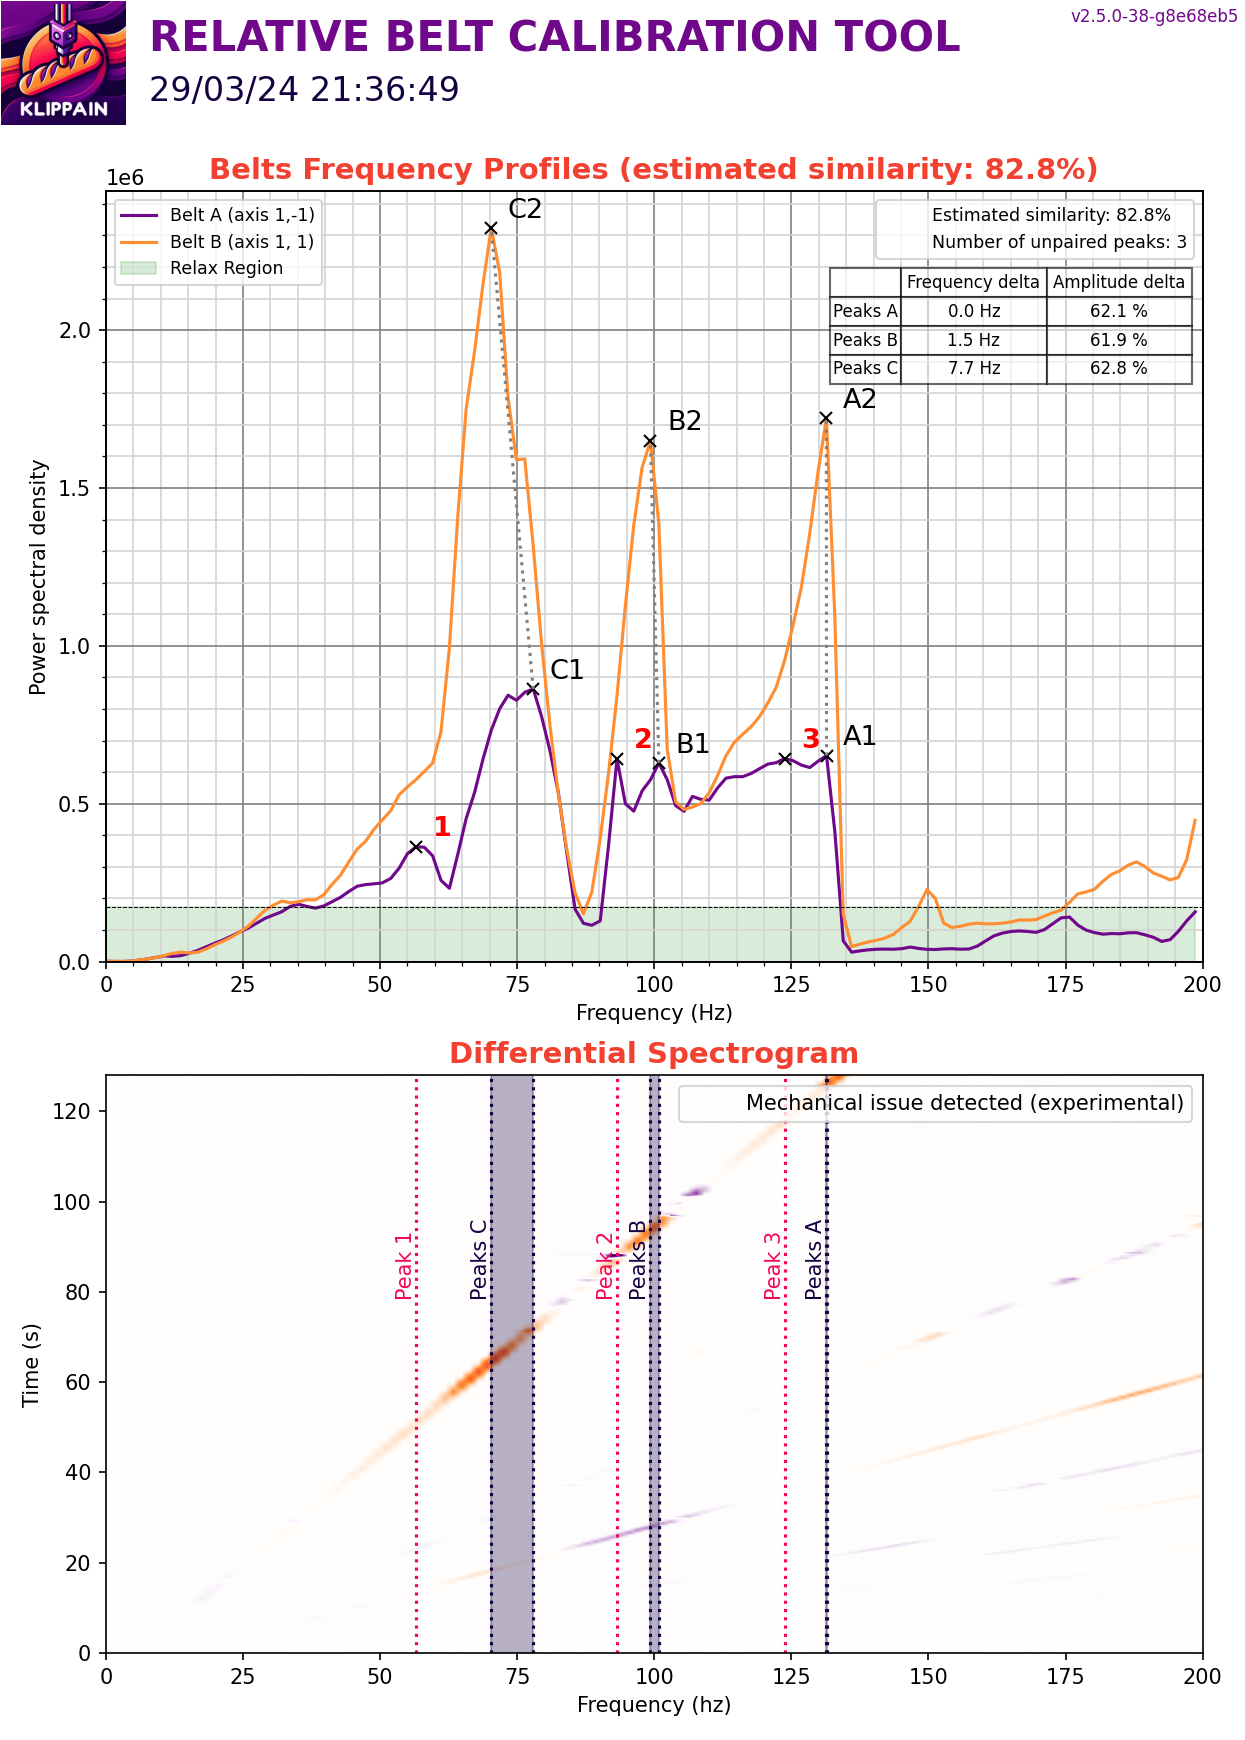 KLIPPAIN
RELATIVE BELT CALIBRATION TOOL
29/03/24 21:36:49
v2.5.0-38-g8e68eb5
Belts Frequency Profiles (estimated similarity: 82.8%)
1e6
Belt A (axis 1,-1)
Belt B (axis 1, 1)
Relax Region
Estimated similarity: 82.8%
Number of unpaired peaks: 3
Frequency delta Amplitude delta
Peaks A 0.0 Hz 62.1 %
Peaks B 1.5 Hz 61.9 %
Peaks C 7.7 Hz 62.8 %
C2
B2
A2
C1
2
B1
3
A1
1
Power spectral density
2.0
1.5
1.0
0.5
0.0
0 25 50 75 100 125 150 175 200
Frequency (Hz)
Differential Spectrogram
Mechanical issue detected (experimental)
Peak 1
Peaks C
Peak 2
Peaks B
Peak 3
Peaks A
Time (s)
120
100
80
60
40
20
0
0 25 50 75 100 125 150 175 200
Frequency (hz)